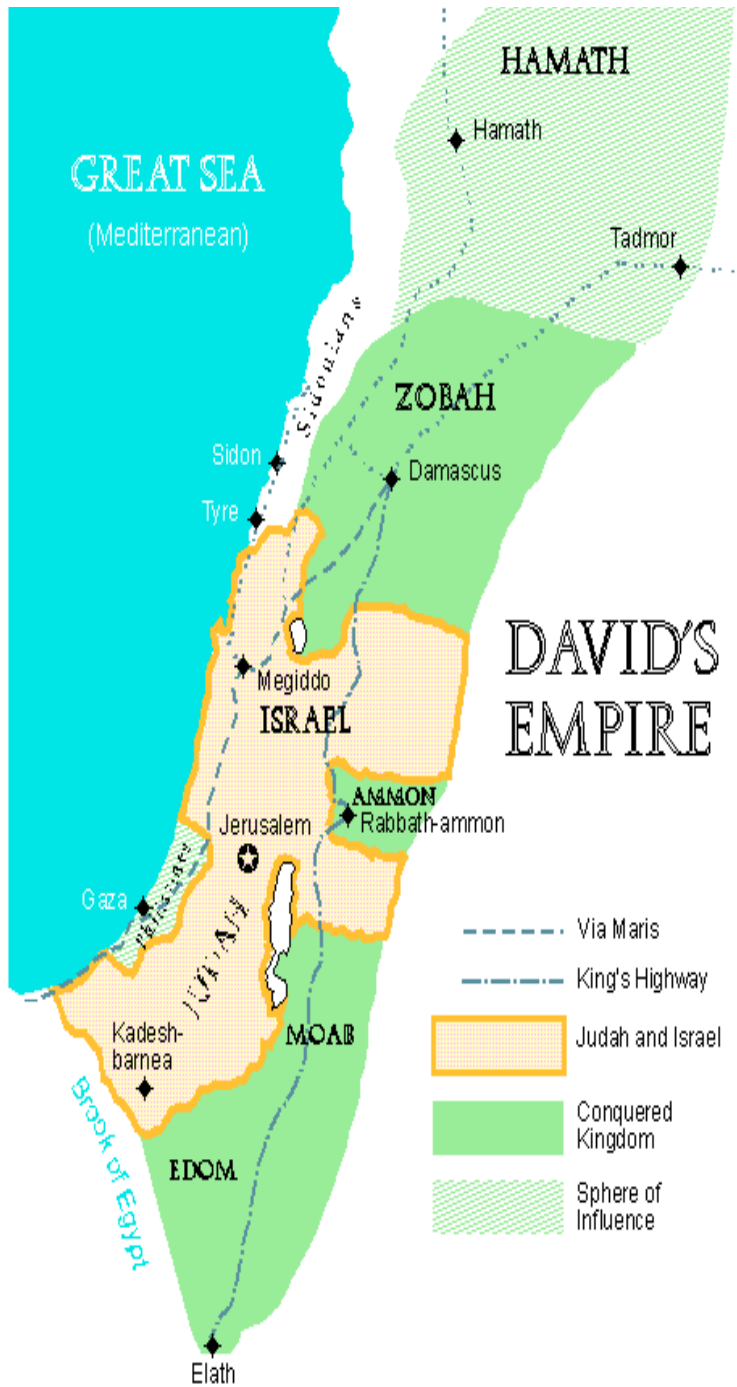 HAMATH
Hamath
GREAT SEA
(Mediterranean)
Tadmor
Sidonians
ZOBAH
Sidon
Damascus
Tyre
DAVID'S
EMPIRE
Megiddo
ISRAEL
AMMON
Rabbath-ammon
Jerusalem
Philistines
Gaza
JUDAH
Via Maris
King's Highway
Kadesh-
barnea
MOAB
Judah and Israel
Brook of Egypt
Conquered
Kingdom
EDOM
Sphere of
Influence
Elath